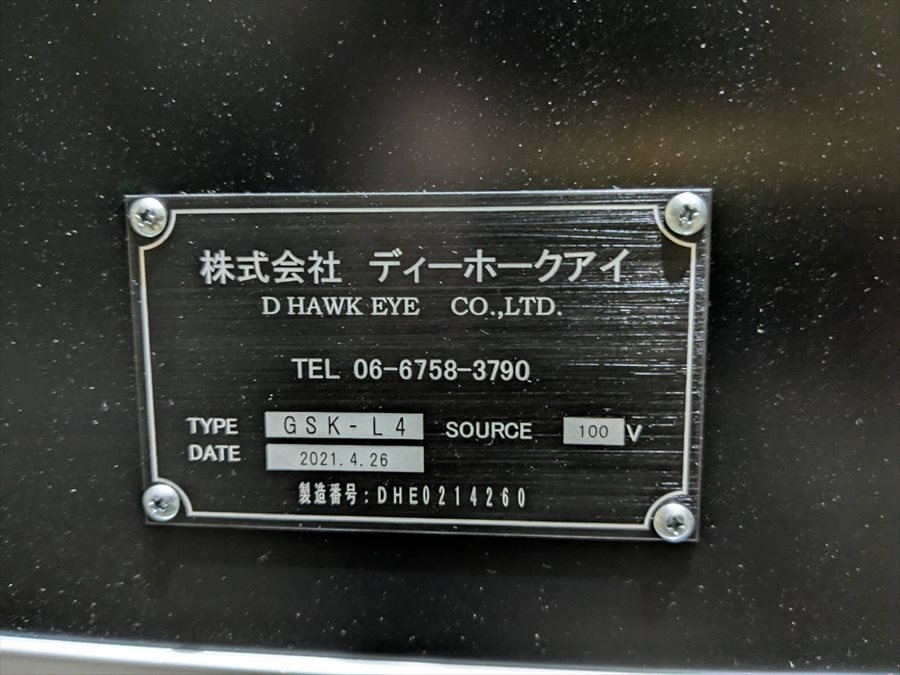 株式会社 ディーホークアイ
D HAWK EYE CO.,LTD.
TEL 06-6758-3790
TYPE GSK-L4 SOURCE 100 V
DATE 2021.4.26
製造番号:DHE0214260